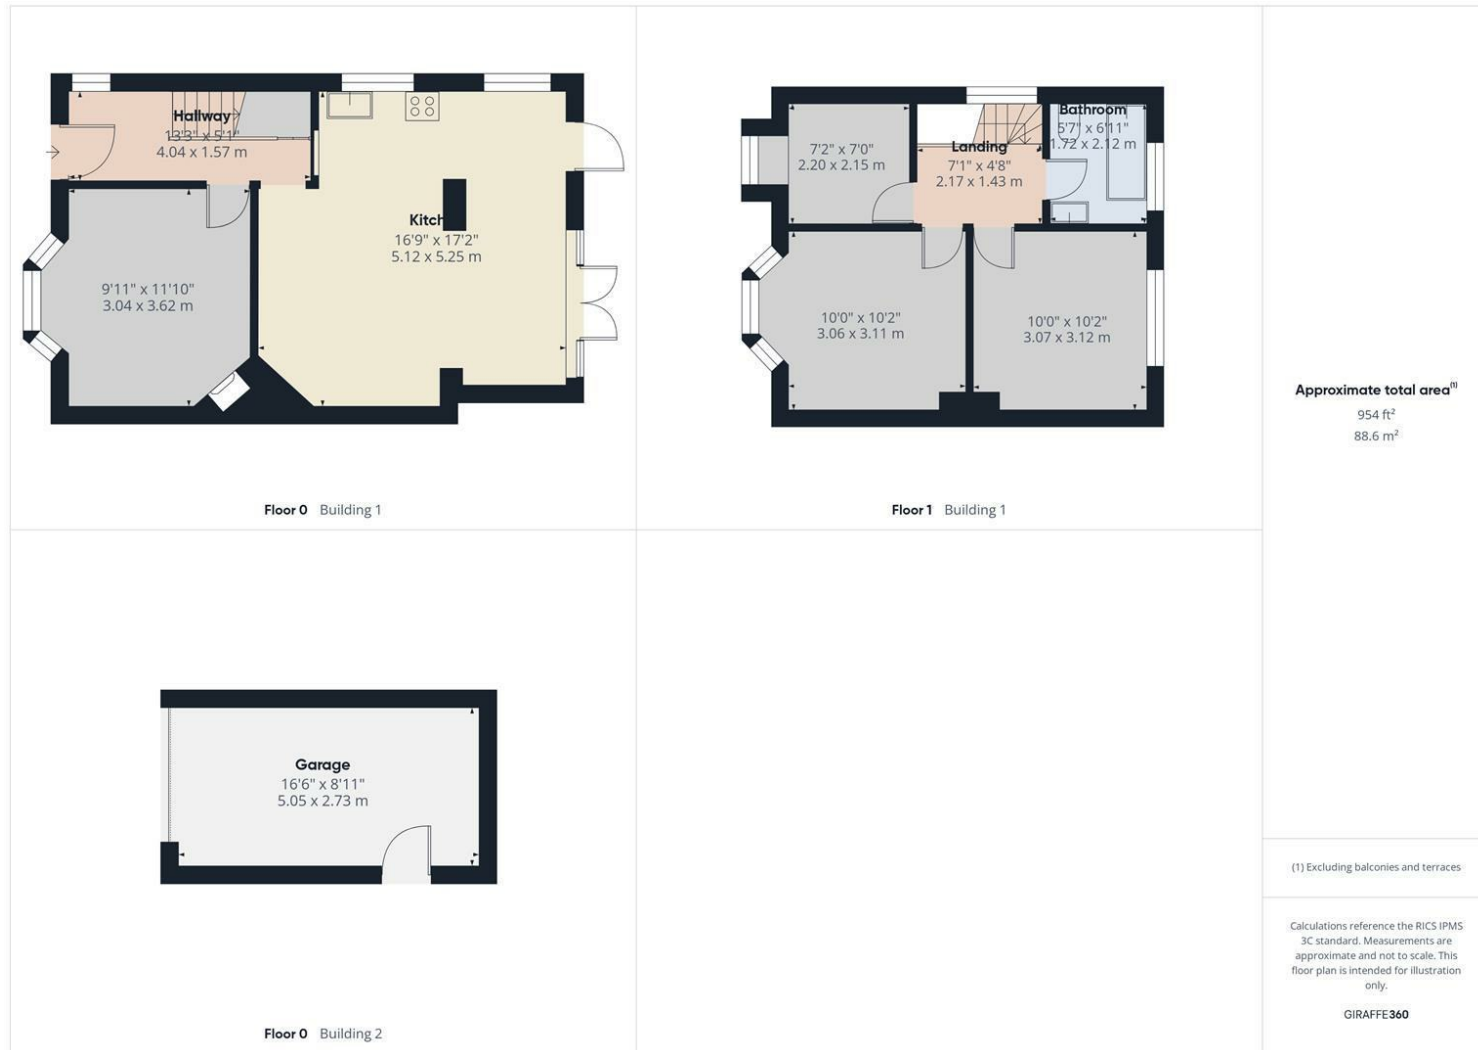 Hallway
13'3" x 5'1"
4.04 x 1.57 m
Kitch
16'9" x 17'2"
5.12 x 5.25 m
9'11" x 11'10"
3.04 x 3.62 m
Floor 0 Building 1
Bathroom
5'7" x 6'11"
1.72 x 2.12 m
7'2" x 7'0"
2.20 x 2.15 m
Landing
7'1" x 4'8"
2.17 x 1.43 m
10'0" x 10'2"
3.06 x 3.11 m
10'0" x 10'2"
3.07 x 3.12 m
Floor 1 Building 1
Garage
16'6" x 8'11"
5.05 x 2.73 m
Floor 0 Building 2
Approximate total area(1)
954 ft²
88.6 m²
(1) Excluding balconies and terraces
Calculations reference the RICS IPMS
3C standard. Measurements are
approximate and not to scale. This
floor plan is intended for illustration
only.
GIRAFFE360